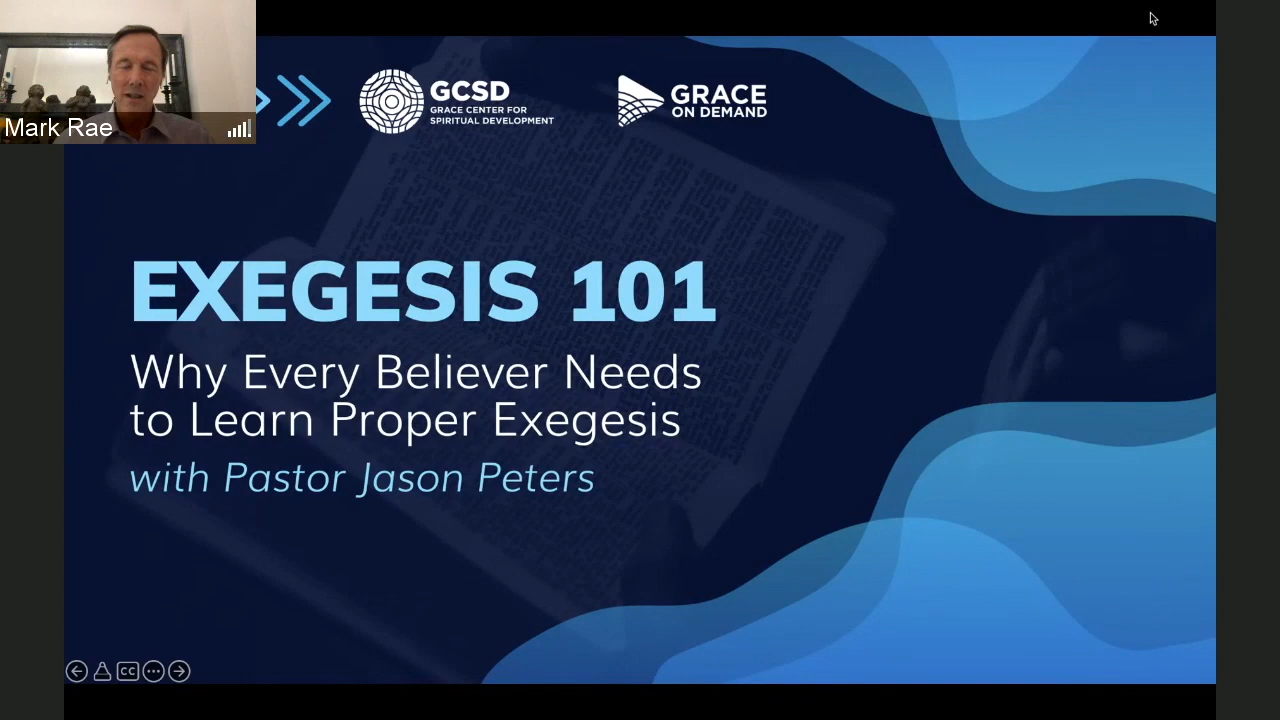 Mark Rae
GCSD
GRACE CENTER FOR
SPIRITUAL DEVELOPMENT
GRACE
ON DEMAND
EXEGESIS 101
Why Every Believer Needs
to Learn Proper Exegesis
with Pastor Jason Peters
CC